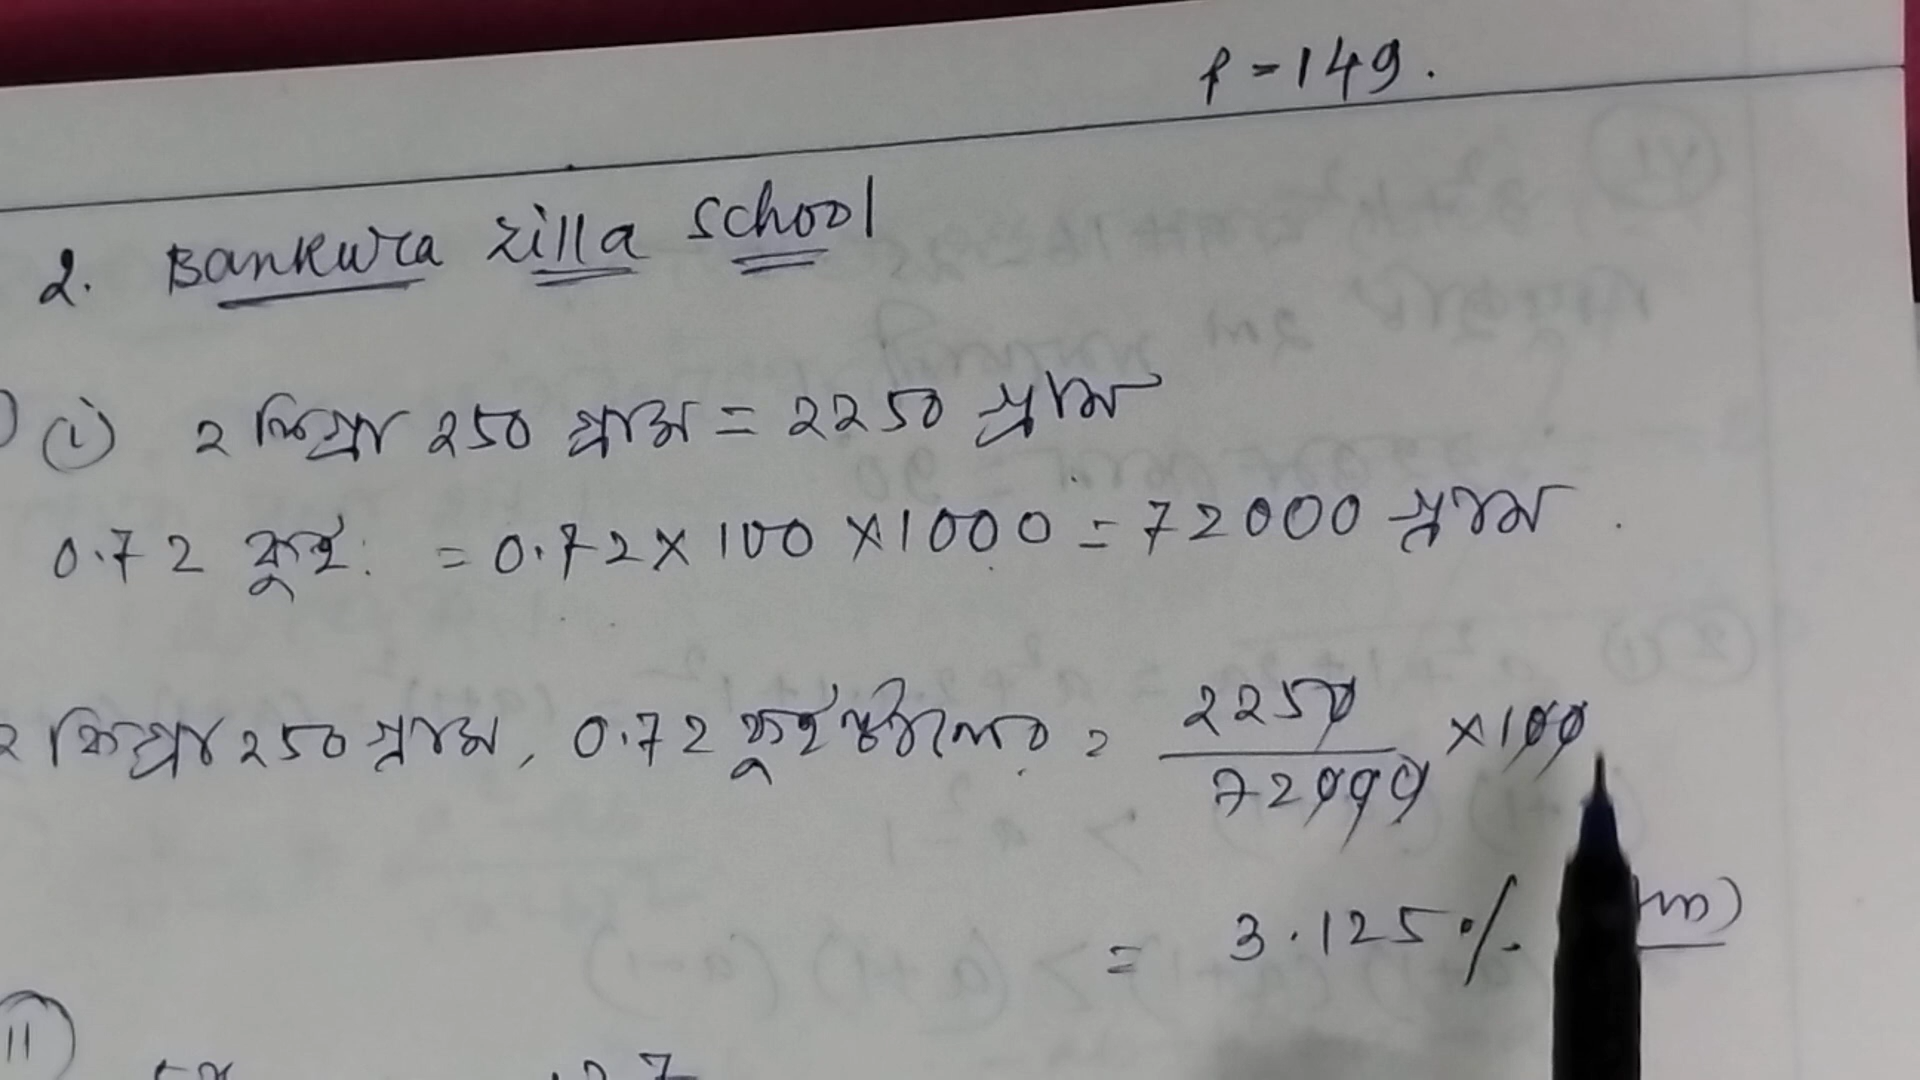 P = 149.
2. Bankura Zilla School
(i) 2 কিগ্রা 250 গ্রাম = 2250 গ্রাম
0.72 কুই: = 0.72 × 100 × 1000 = 72000 গ্রাম.
2 কিগ্রা 250 গ্রাম, 0.72 কুইন্টালের = 2250/72000 × 100
= 3.125%
11